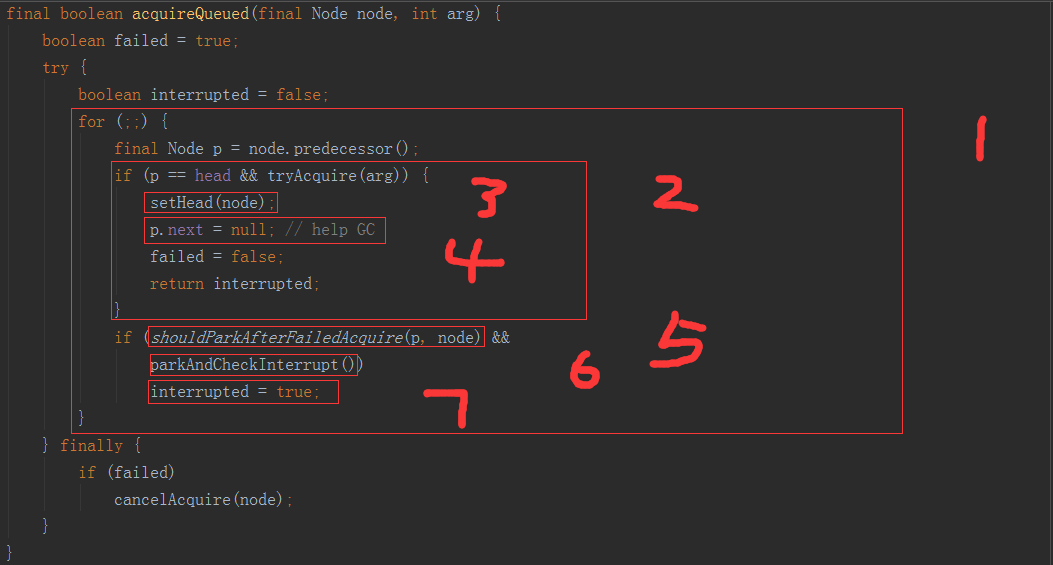 final boolean acquireQueued(final Node node, int arg) {
boolean failed = true;
try {
boolean interrupted = false;
for (;;) {
final Node p = node.predecessor();
if (p == head && tryAcquire(arg)) {
setHead(node);
p.next = null; // help GC
failed = false;
return interrupted;
}
if (shouldParkAfterFailedAcquire(p, node) &&
parkAndCheckInterrupt())
interrupted = true;
}
} finally {
if (failed)
cancelAcquire(node);
}
}
1
2
3
4
5
6
7